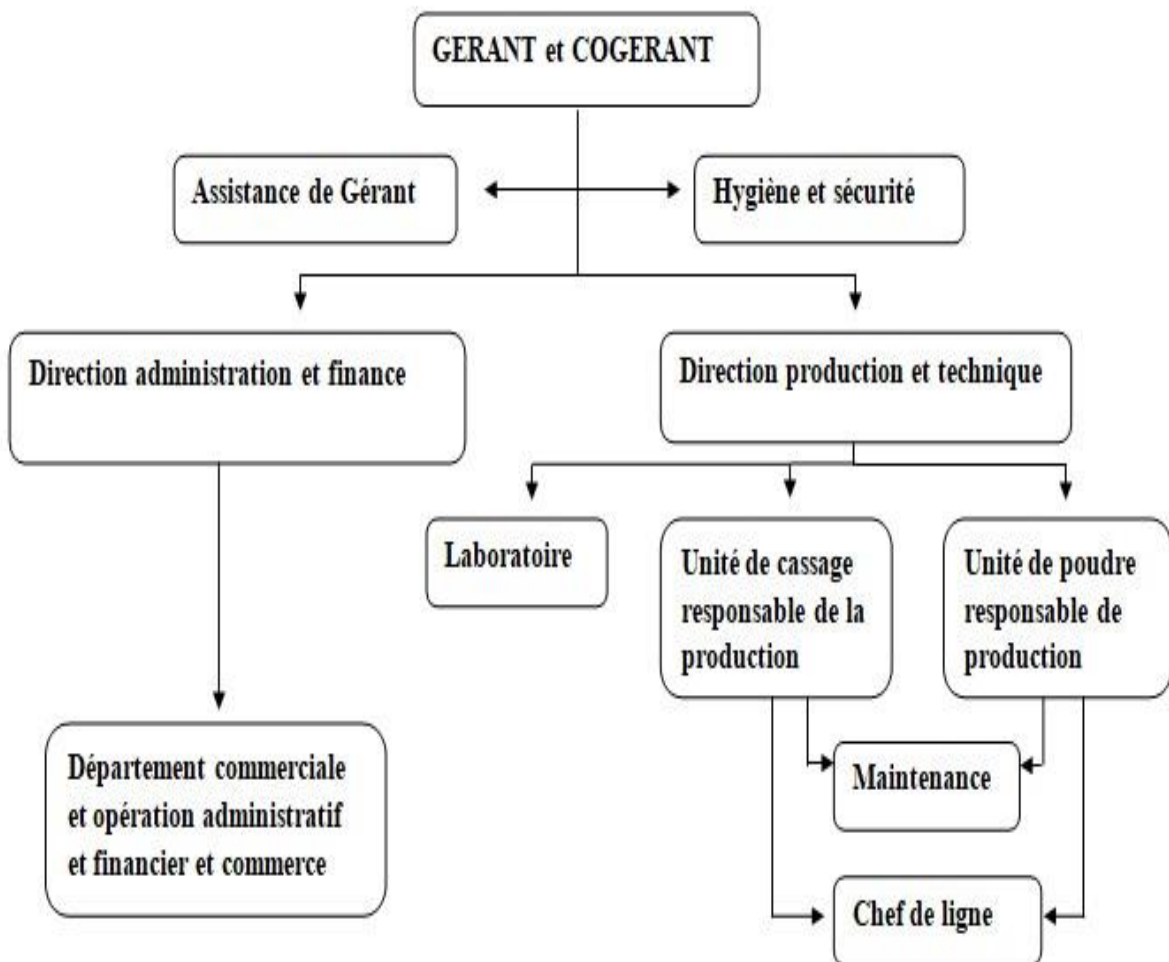 GERANT et COGERANT
Assistance de Gérant
Hygiène et sécurité
Direction administration et finance
Direction production et technique
Laboratoire
Unité de cassage
responsable de la
production
Unité de poudre
responsable de
production
Maintenance
Département commerciale
et opération administratif
et financier et commerce
Chef de ligne